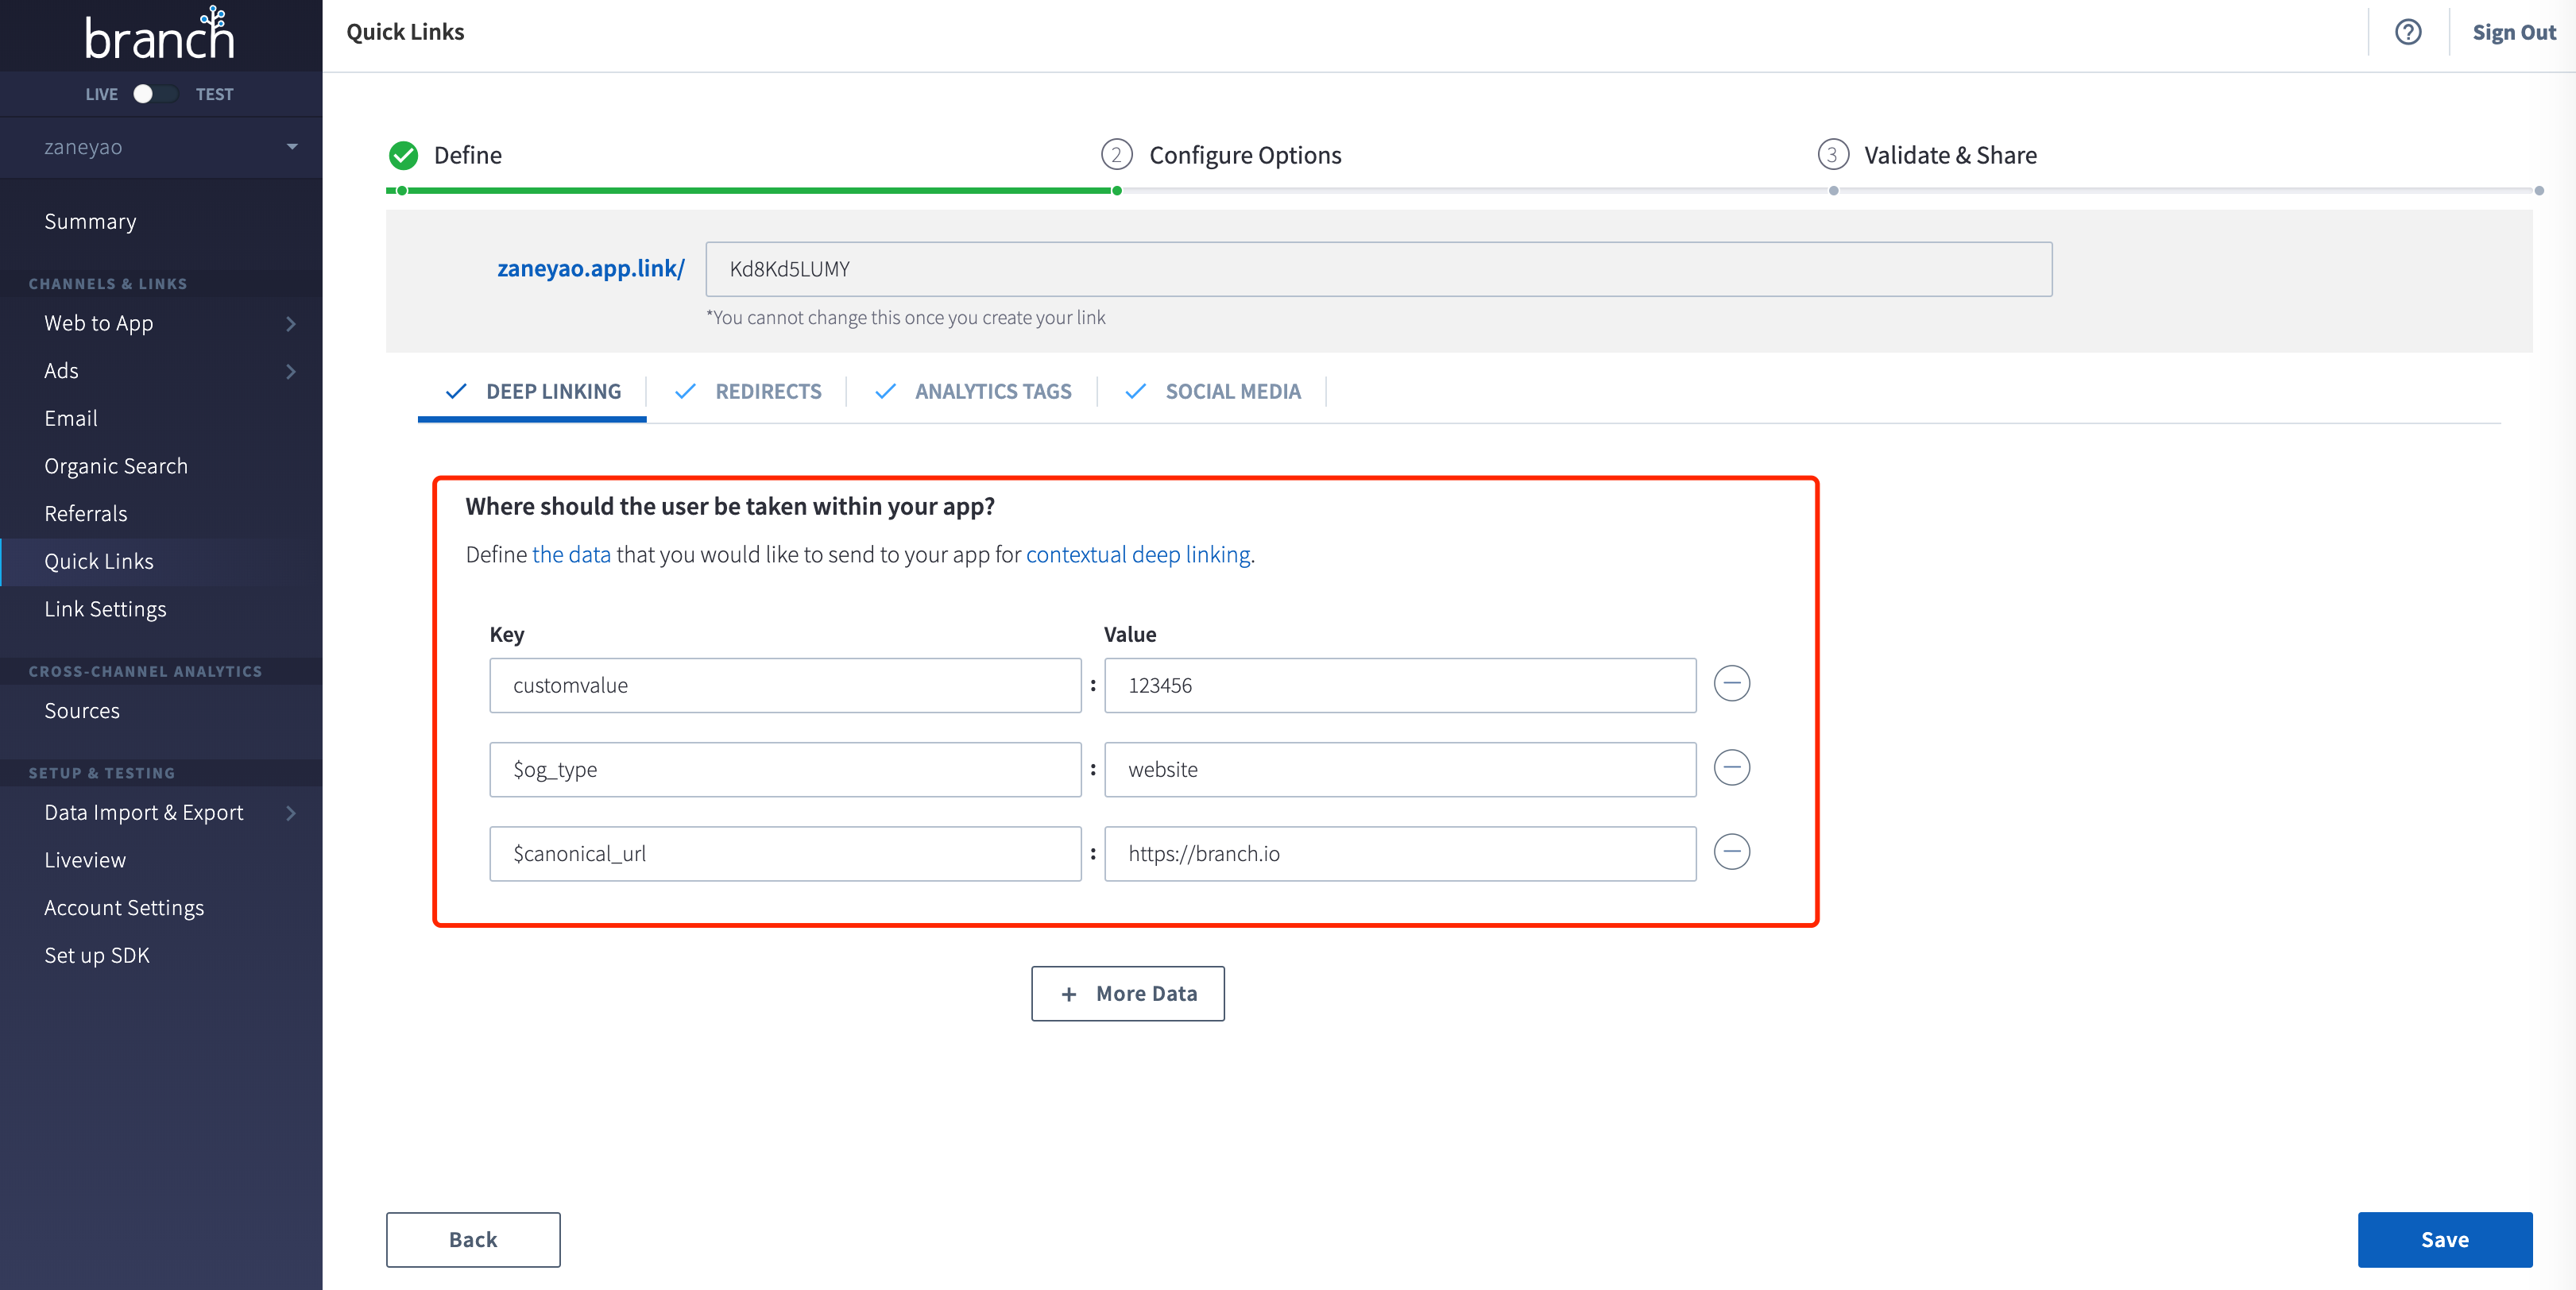 branch
LIVE TEST
zaneyao
Summary
CHANNELS & LINKS
Web to App
Ads
Email
Organic Search
Referrals
Quick Links
Link Settings
CROSS-CHANNEL ANALYTICS
Sources
SETUP & TESTING
Data Import & Export
Liveview
Account Settings
Set up SDK
Quick Links
?
Sign Out
Define
2 Configure Options
3 Validate & Share
zaneyao.app.link/ Kd8Kd5LUMY
*You cannot change this once you create your link
DEEP LINKING REDIRECTS ANALYTICS TAGS SOCIAL MEDIA
Where should the user be taken within your app?
Define the data that you would like to send to your app for contextual deep linking.
Key Value
customvalue : 123456
$og_type : website
$canonical_url : https://branch.io
+ More Data
Back
Save